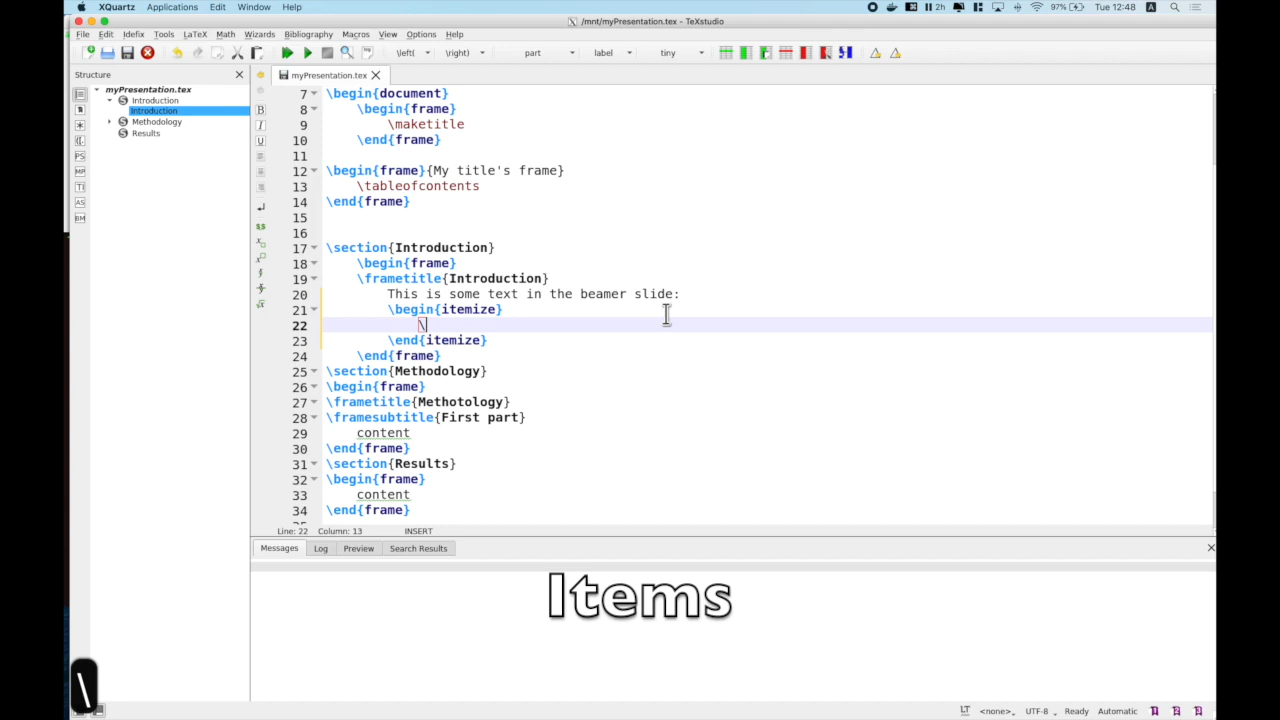 XQuartz Applications Edit Window Help 2h 97% Tue 12:48 A
/mnt/myPresentation.tex - TeXstudio
File Edit Idefix Tools LaTeX Math Wizards Bibliography Macros View Options Help
\left( \right) part label tiny
Structure
myPresentation.tex
Introduction
Introduction
Methodology
Results
myPresentation.tex
7 \begin{document}
8 \begin{frame}
9 \maketitle
10 \end{frame}
11
12 \begin{frame}{My title's frame}
13 \tableofcontents
14 \end{frame}
15
16
17 \section{Introduction}
18 \begin{frame}
19 \frametitle{Introduction}
20 This is some text in the beamer slide:
21 \begin{itemize}
22 \
23 \end{itemize}
24 \end{frame}
25 \section{Methodology}
26 \begin{frame}
27 \frametitle{Methotology}
28 \framesubtitle{First part}
29 content
30 \end{frame}
31 \section{Results}
32 \begin{frame}
33 content
34 \end{frame}
Line: 22 Column: 13 INSERT
Messages Log Preview Search Results
Items
\
LT <none> UTF-8 Ready Automatic